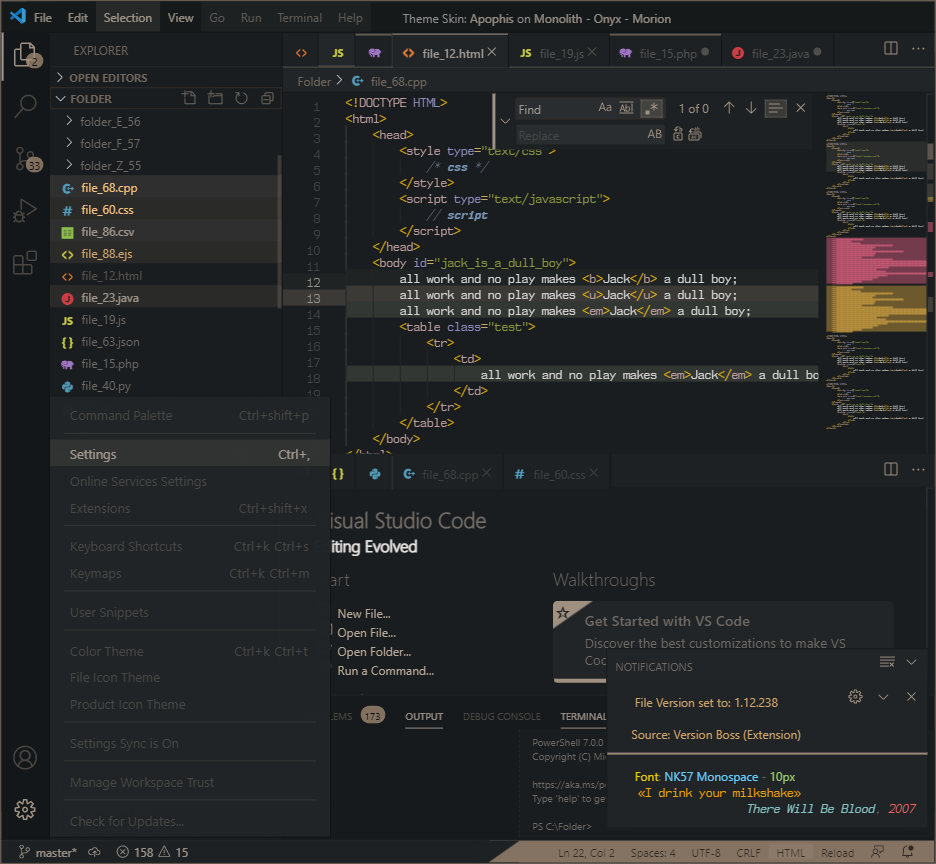 File Edit Selection View Go Run Terminal Help Theme Skin: Apophis on Monolith - Onyx - Morion
2
33
EXPLORER
OPEN EDITORS
FOLDER
folder_E_56
folder_F_57
folder_Z_55
file_68.cpp
file_60.css
file_86.csv
file_88.ejs
file_12.html
file_23.java
file_19.js
file_63.json
file_15.php
file_40.py
JS
file_12.html
JS file_19.js
file_15.php
file_23.java
Folder > file_68.cpp
Find Aa Abl .* 1 of 0
Replace AB
1 <!DOCTYPE HTML>
2 <html>
3 <head>
4 <style type="text/css">
5 /* css */
6 </style>
7 <script type="text/javascript">
8 // script
9 </script>
10 </head>
11 <body id="jack_is_a_dull_boy">
12 all work and no play makes <b>Jack</b> a dull boy;
13 all work and no play makes <u>Jack</u> a dull boy;
14 all work and no play makes <em>Jack</em> a dull boy;
15 <table class="test">
16 <tr>
17 <td>
18 all work and no play makes <em>Jack</em> a dull bo
19 </td>
</tr>
</table>
</body>
Command Palette Ctrl+shift+p
Settings Ctrl+,
Online Services Settings
Extensions Ctrl+shift+x
Keyboard Shortcuts Ctrl+k Ctrl+s
Keymaps Ctrl+k Ctrl+m
User Snippets
Color Theme Ctrl+k Ctrl+t
File Icon Theme
Product Icon Theme
Settings Sync is On
Manage Workspace Trust
Check for Updates...
{ } file_68.cpp # file_60.css
isual Studio Code
iting Evolved
art
New File...
Open File...
Open Folder...
Run a Command...
Walkthroughs
Get Started with VS Code
Discover the best customizations to make VS
Coc
LEMS 173 OUTPUT DEBUG CONSOLE TERMINAL
PowerShell 7.0.0
Copyright (C) Mi
https://aka.ms/po
Type 'help' to ge
PS C:\Folder>
NOTIFICATIONS
File Version set to: 1.12.238
Source: Version Boss (Extension)
Font: NK57 Monospace - 10px
«I drink your milkshake»
There Will Be Blood, 2007
master* 158 15 Ln 22, Col 2 Spaces: 4 UTF-8 CRLF HTML Reload